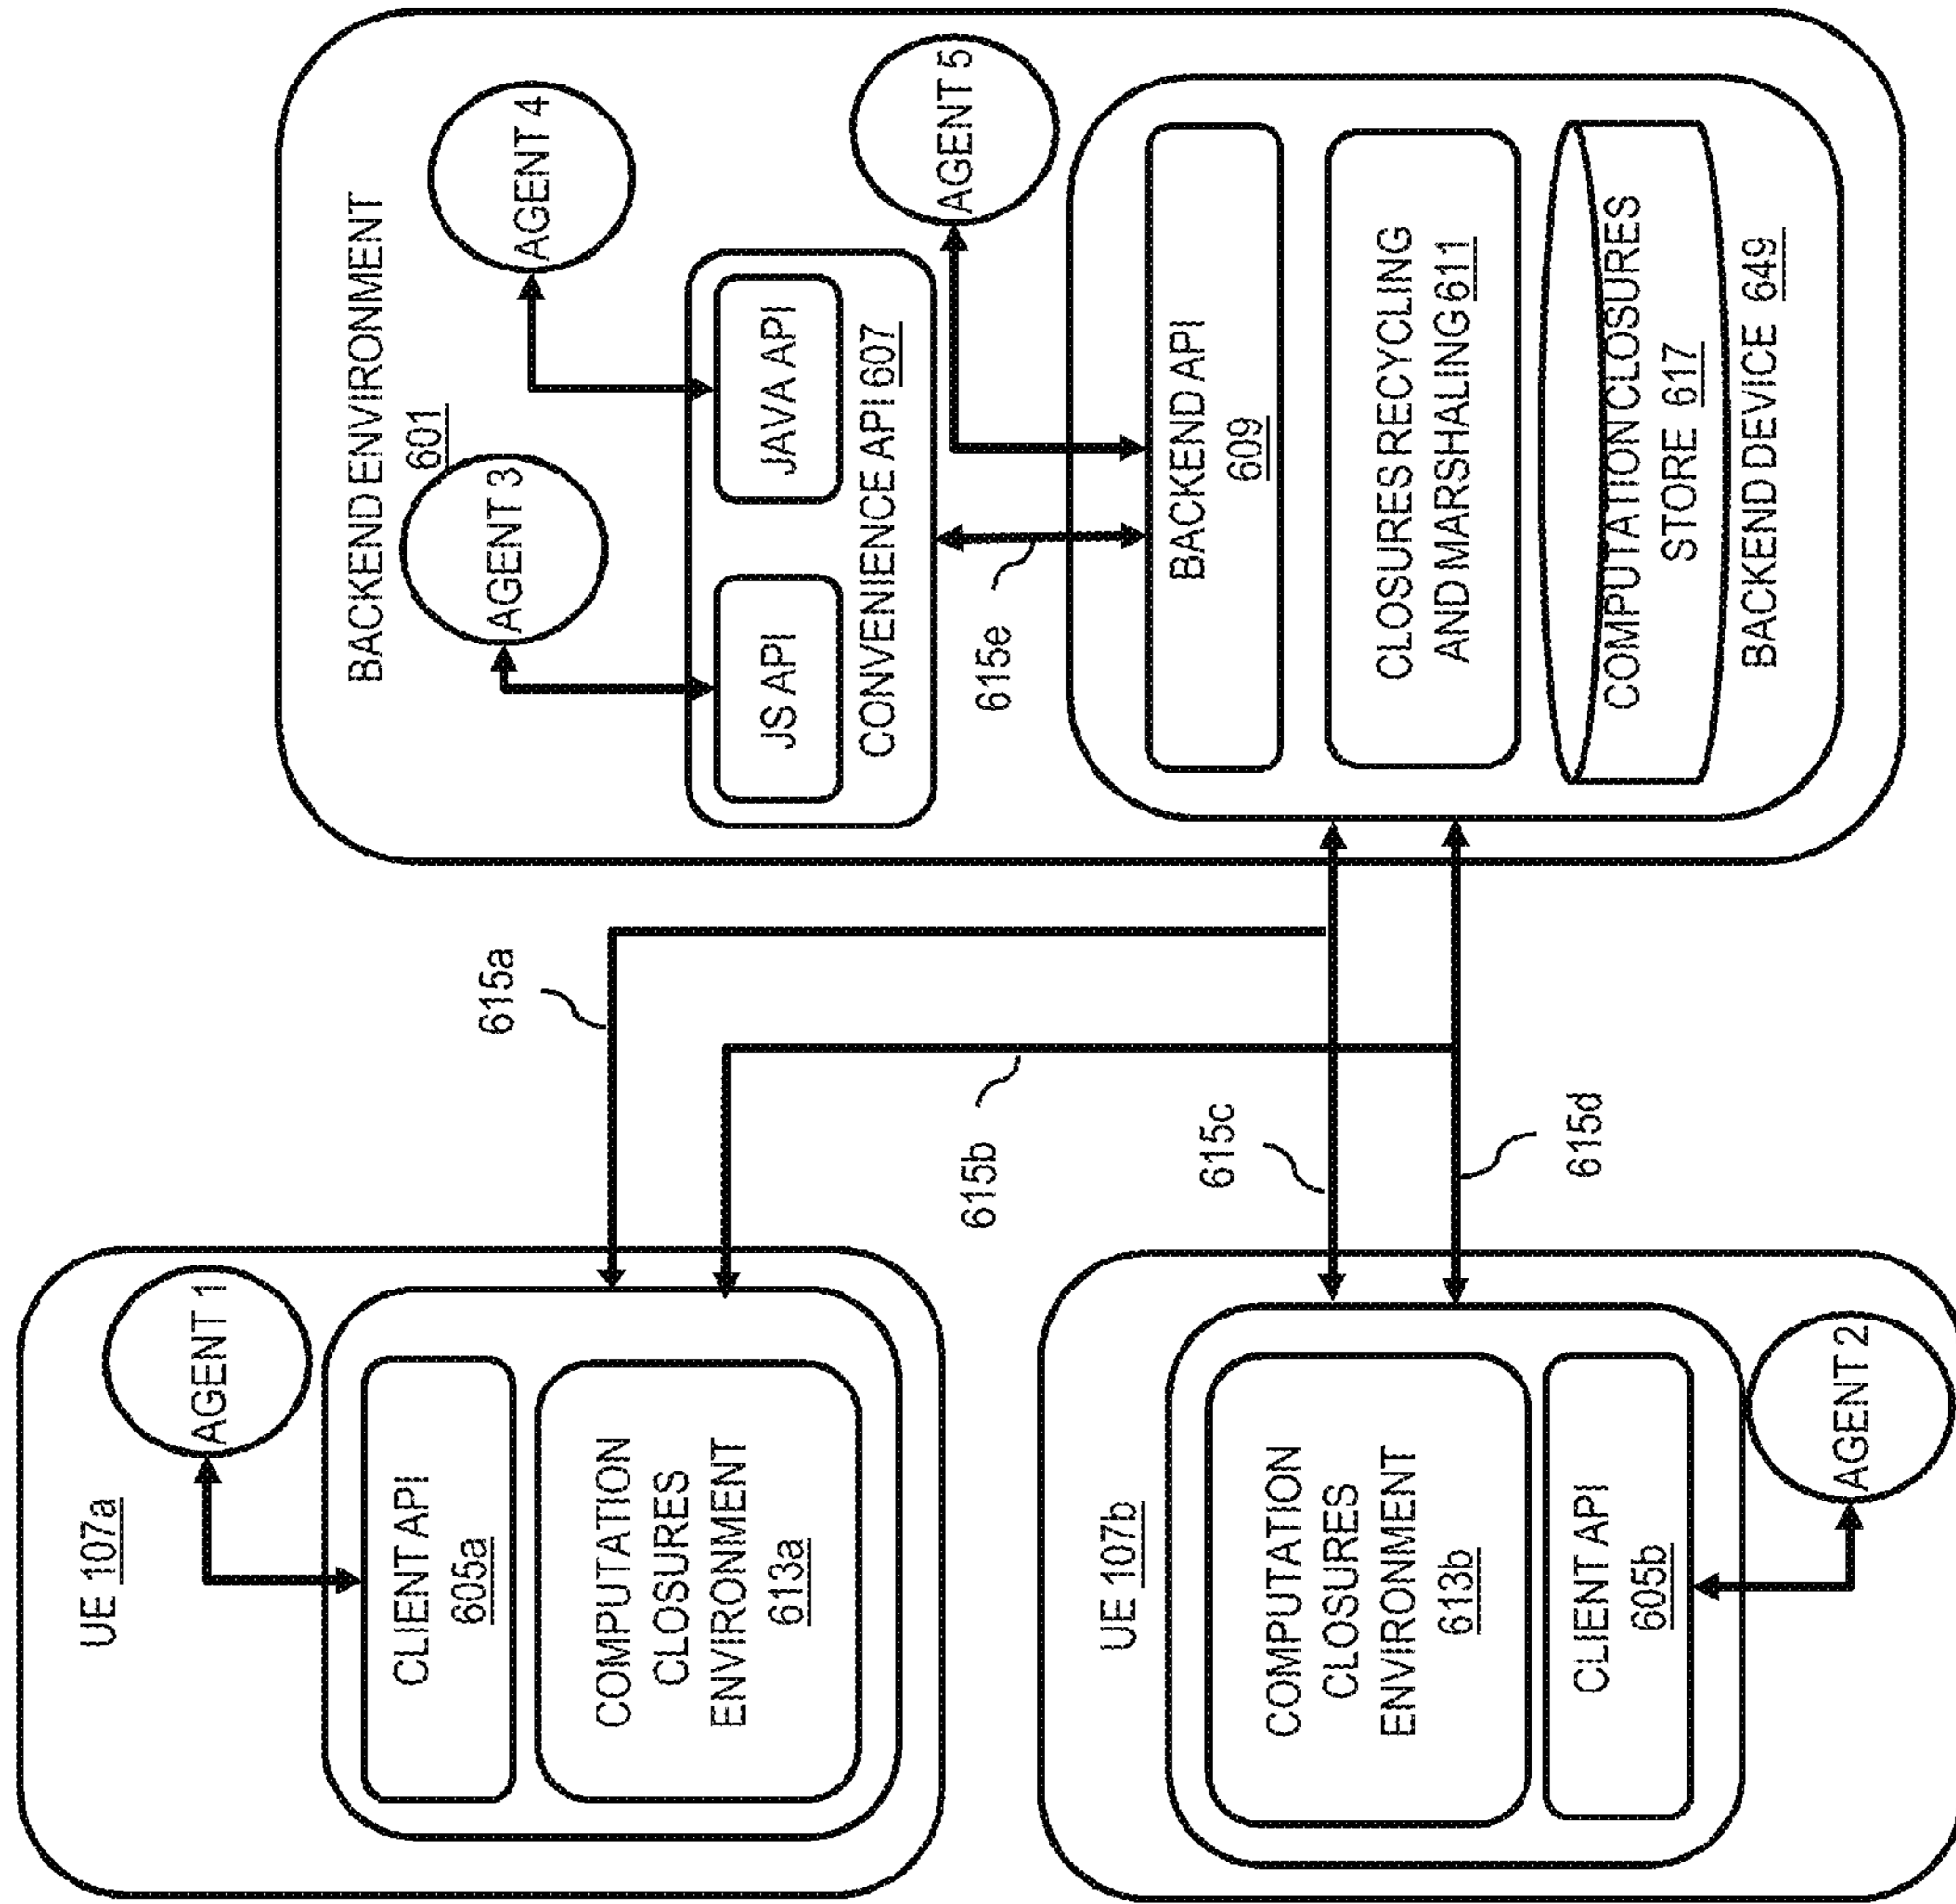 UE 107a
AGENT 1
CLIENT API
605a
COMPUTATION
CLOSURES
ENVIRONMENT
613a
UE 107b
COMPUTATION
CLOSURES
ENVIRONMENT
613b
CLIENT API
605b
AGENT 2
615a
615b
615c
615d
BACKEND ENVIRONMENT
601
AGENT 3
AGENT 4
JS API
JAVA API
CONVENIENCE API 607
AGENT 5
615e
BACKEND API
609
CLOSURES RECYCLING
AND MARSHALING 611
COMPUTATION CLOSURES
STORE 617
BACKEND DEVICE 649